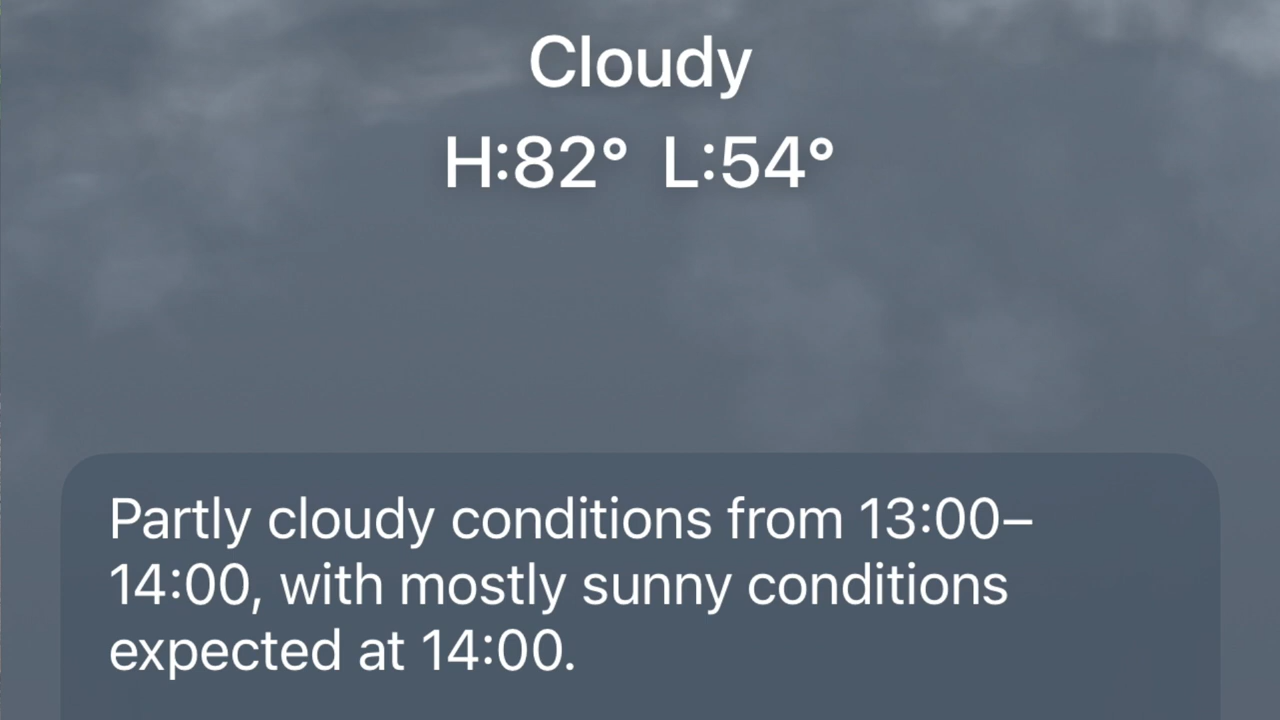 Cloudy
H:82° L:54°
Partly cloudy conditions from 13:00–
14:00, with mostly sunny conditions
expected at 14:00.